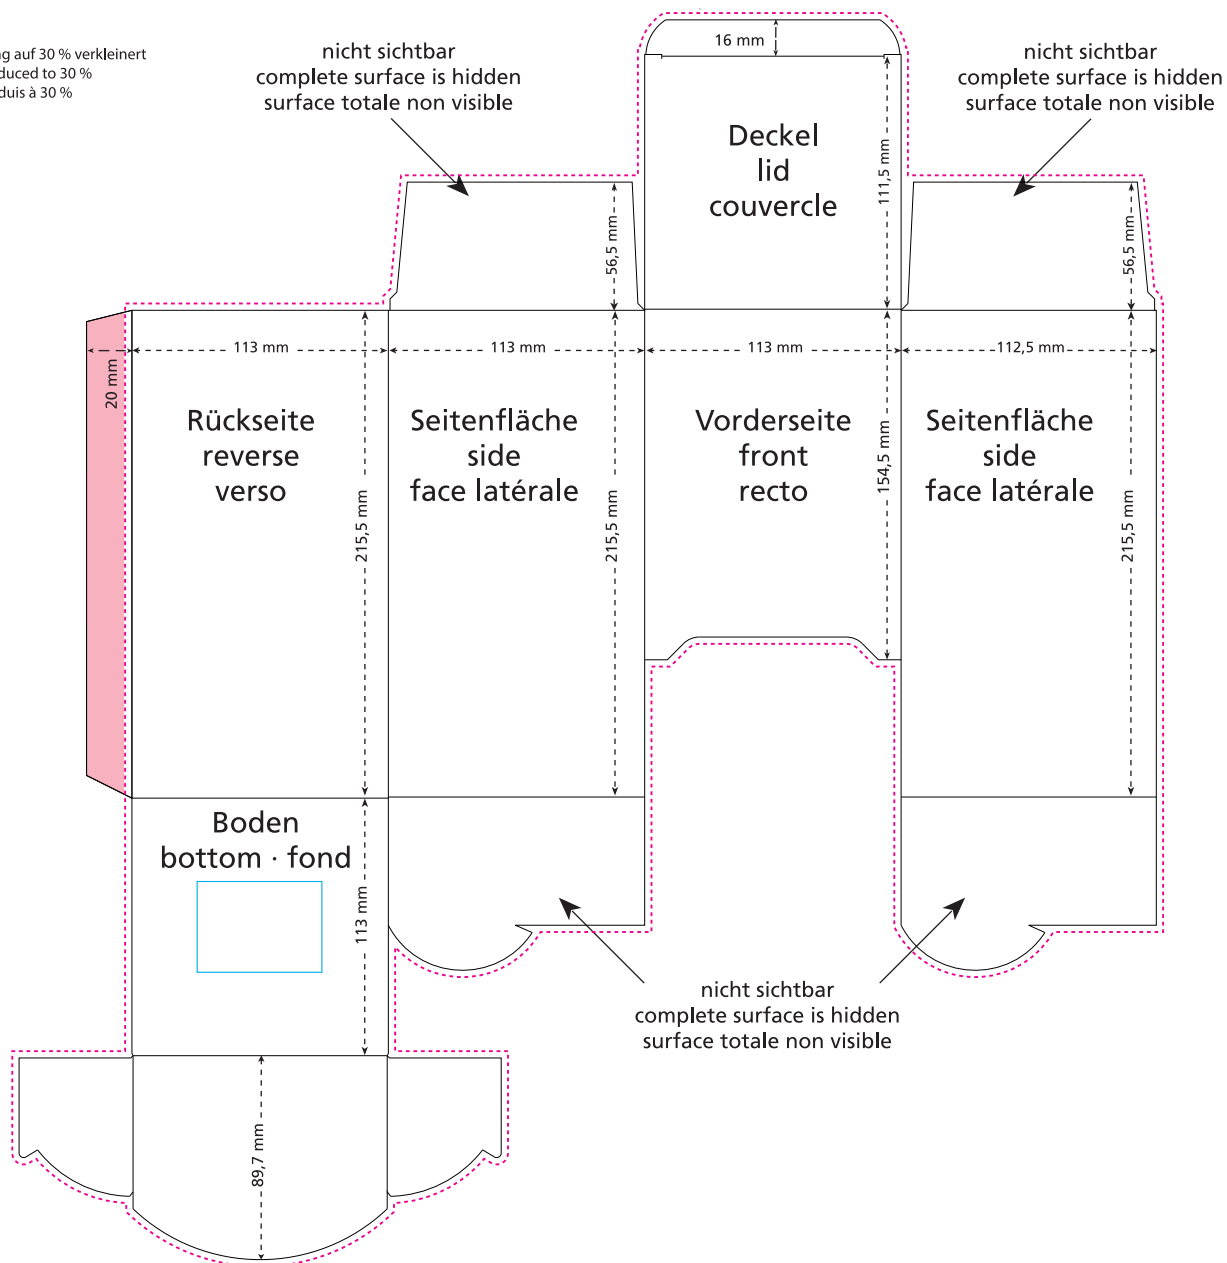 auf 30 % verkleinert
to 30 %
à 30 %
nicht sichtbar
complete surface is hidden
surface totale non visible
16 mm
nicht sichtbar
complete surface is hidden
surface totale non visible
Deckel
lid
couvercle
111,5 mm
56,5 mm
56,5 mm
113 mm
113 mm
113 mm
112,5 mm
20 mm
Rückseite
reverse
verso
215,5 mm
Seitenfläche
side
face latérale
215,5 mm
Vorderseite
front
recto
154,5 mm
Seitenfläche
side
face latérale
215,5 mm
Boden
bottom · fond
113 mm
nicht sichtbar
complete surface is hidden
surface totale non visible
89,7 mm